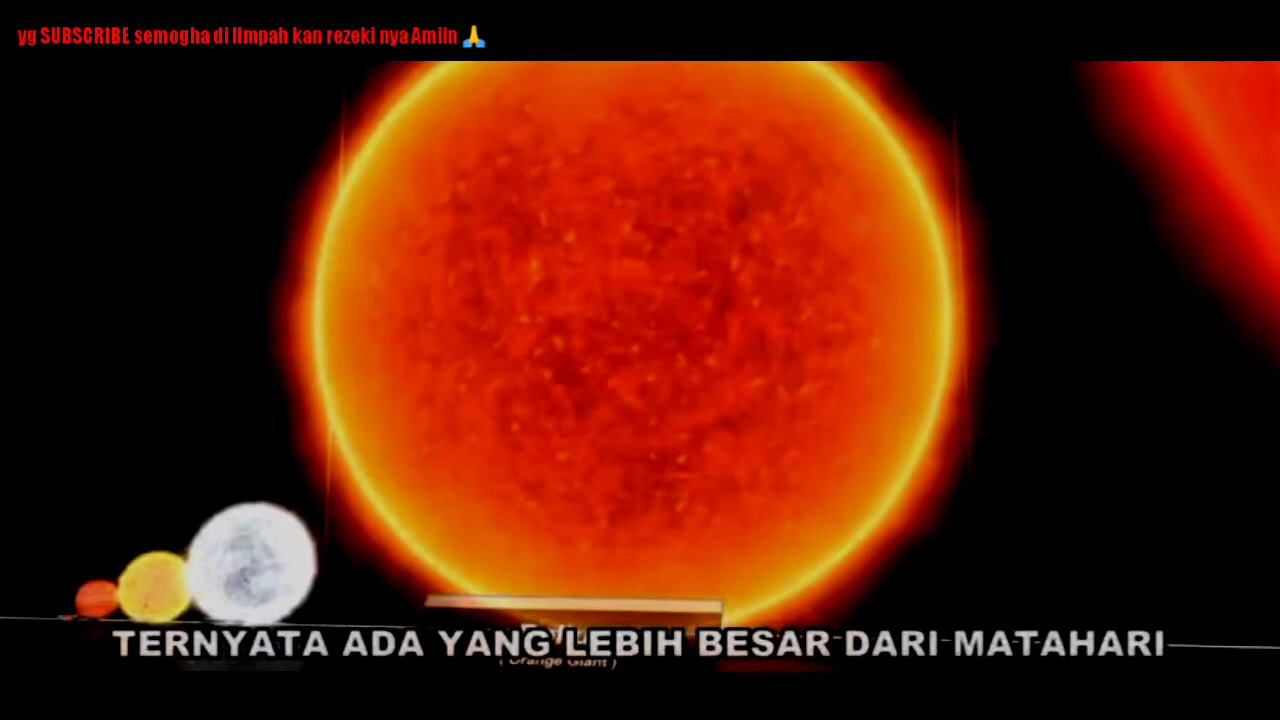 yg SUBSCRIBE semogha di limpah kan rezeki nya Amiin 🙏
TERNYATA ADA YANG LEBIH BESAR DARI MATAHARI
( Orange Giant )